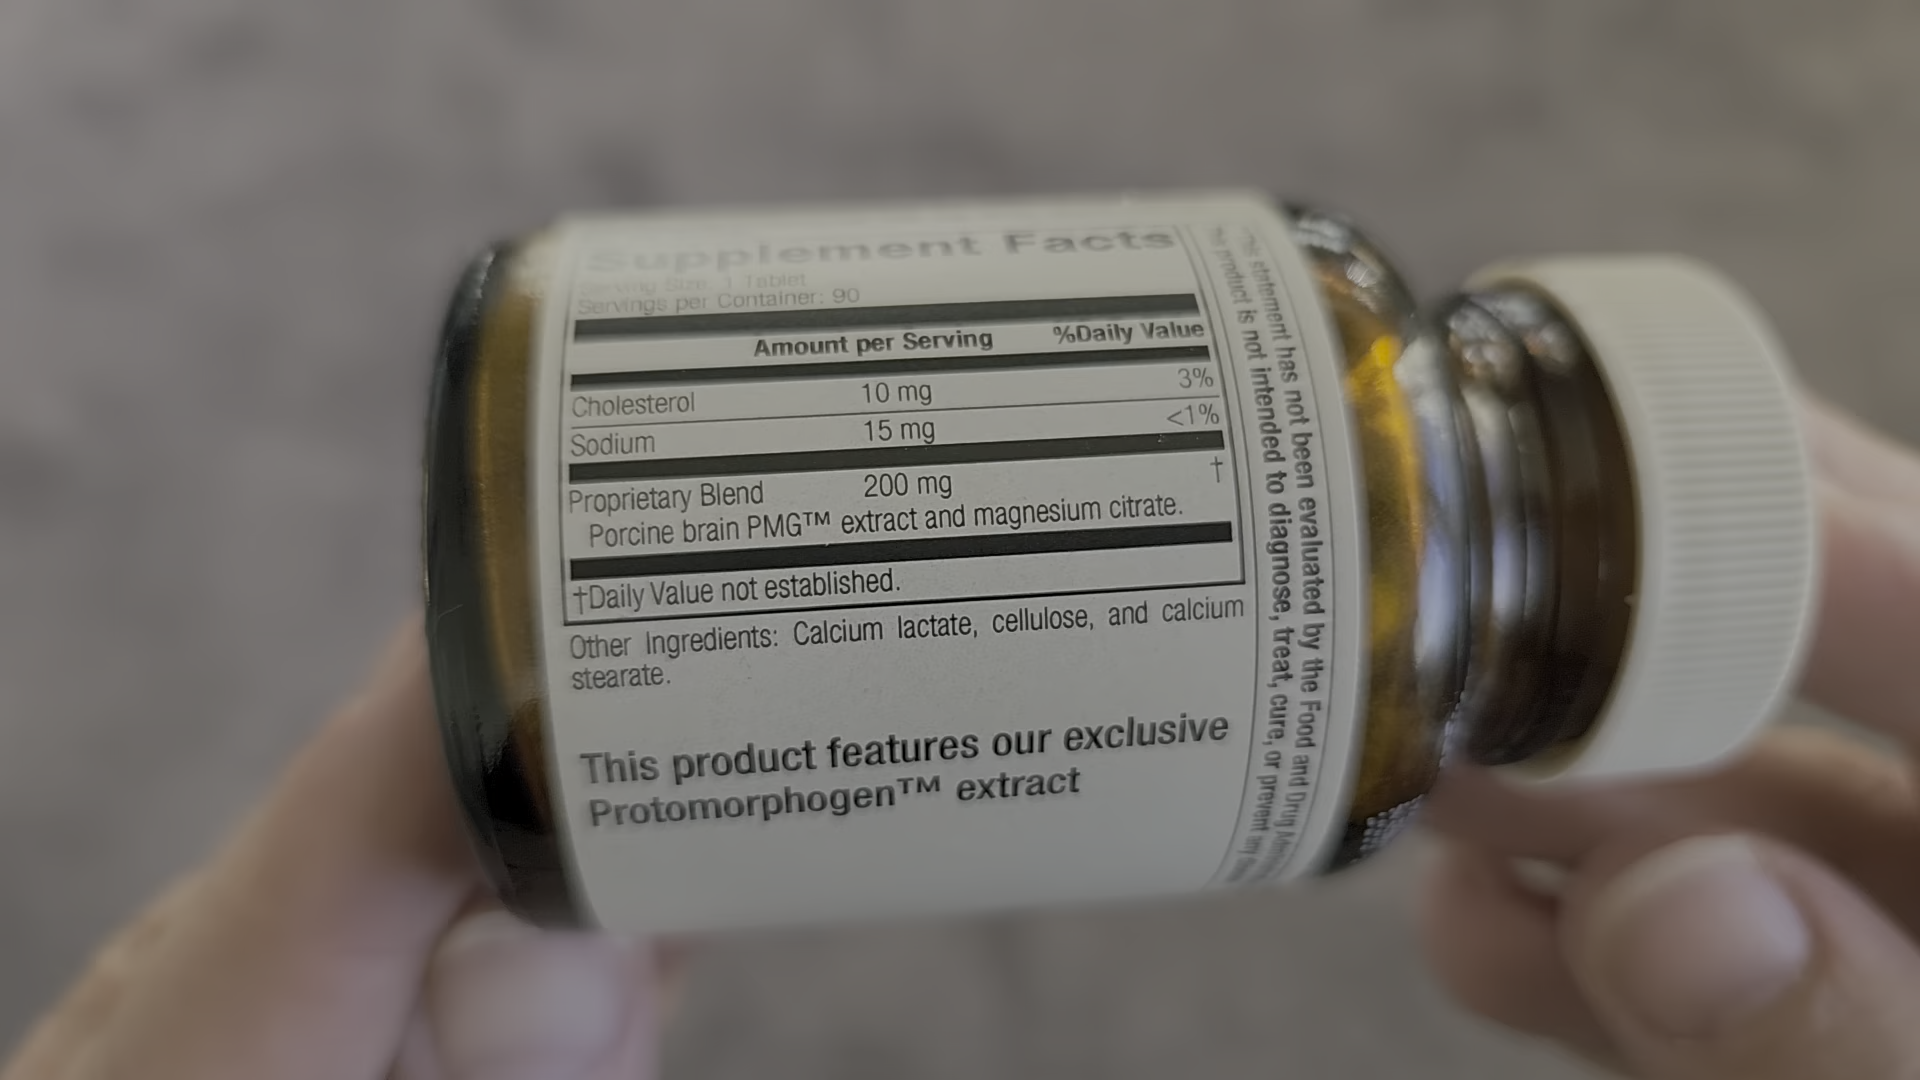 Supplement Facts
Serving Size: 1 Tablet
Servings per Container: 90
Amount per Serving %Daily Value
Cholesterol 10 mg 3%
Sodium 15 mg <1%
Proprietary Blend 200 mg †
Porcine brain PMG™ extract and magnesium citrate.
†Daily Value not established.
Other Ingredients: Calcium lactate, cellulose, and calcium
stearate.
This product features our exclusive
Protomorphogen™ extract
This statement has not been evaluated by the Food and Drug
product is not intended to diagnose, treat, cure, or prevent any